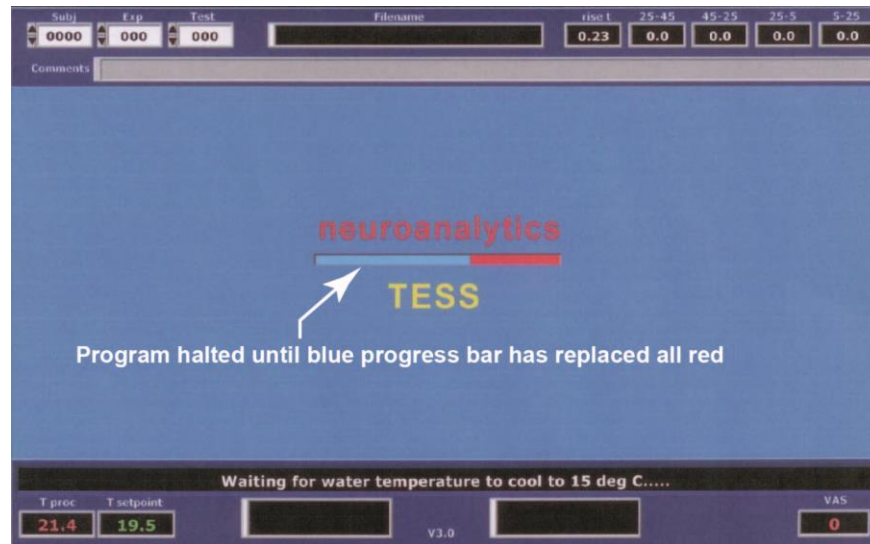 Subj Exp Test Filename rise t 25-45 45-25 25-5 5-25
0000 000 000 0.23 0.0 0.0 0.0 0.0
Comments
neuroanalytics
TESS
Program halted until blue progress bar has replaced all red
Waiting for water temperature to cool to 15 deg C.....
T proc T setpoint VAS
21.4 19.5 V3.0 0